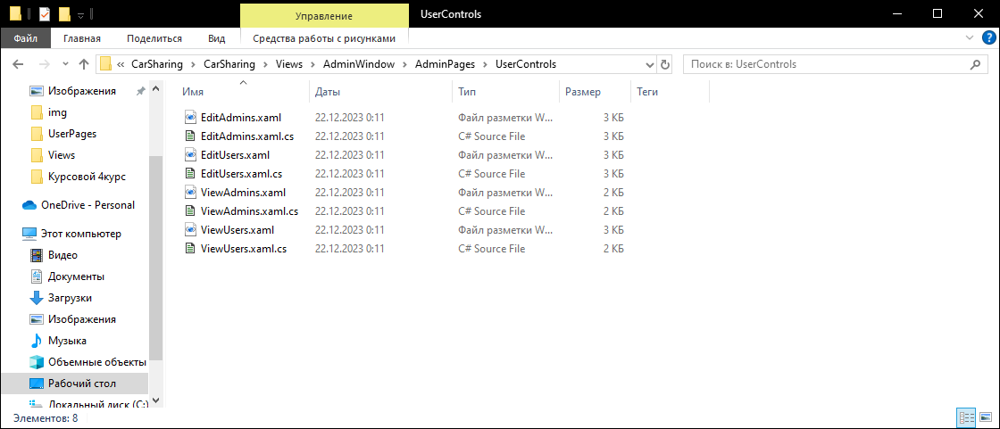 Управление
UserControls
Файл
Главная
Поделиться
Вид
Средства работы с рисунками
« CarSharing > CarSharing > Views > AdminWindow > AdminPages > UserControls
Поиск в: UserControls
Изображения
img
UserPages
Views
Курсовой 4курс
OneDrive - Personal
Этот компьютер
Видео
Документы
Загрузки
Изображения
Музыка
Объемные объекты
Рабочий стол
Локальный диск (C:)
Имя Даты Тип Размер Теги
EditAdmins.xaml 22.12.2023 0:11 Файл разметки W... 3 КБ
EditAdmins.xaml.cs 22.12.2023 0:11 C# Source File 3 КБ
EditUsers.xaml 22.12.2023 0:11 Файл разметки W... 3 КБ
EditUsers.xaml.cs 22.12.2023 0:11 C# Source File 3 КБ
ViewAdmins.xaml 22.12.2023 0:11 Файл разметки W... 2 КБ
ViewAdmins.xaml.cs 22.12.2023 0:11 C# Source File 2 КБ
ViewUsers.xaml 22.12.2023 0:11 Файл разметки W... 3 КБ
ViewUsers.xaml.cs 22.12.2023 0:11 C# Source File 2 КБ
Элементов: 8